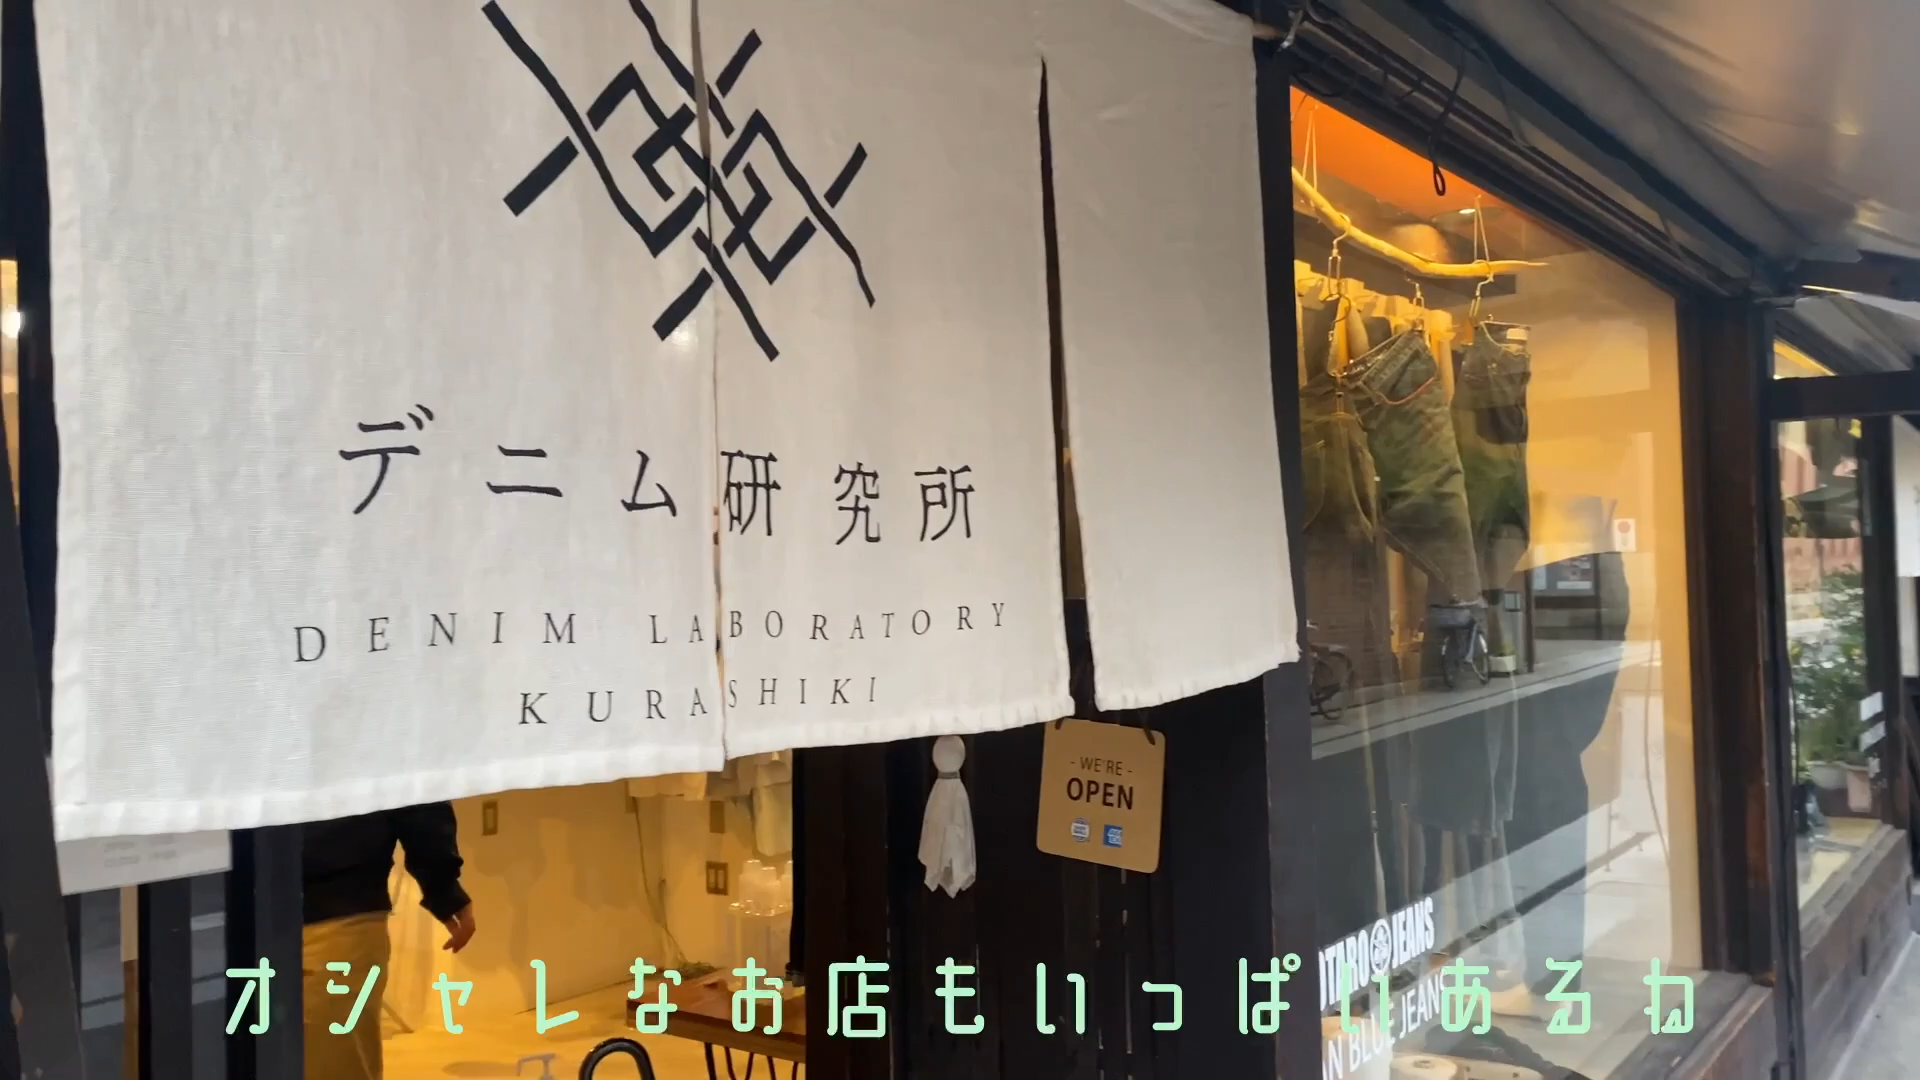 デニム研究所
DENIM LABORATORY
KURASHIKI
- WE'RE -
OPEN
JEANS
オシャレなお店もいっぱいあるね